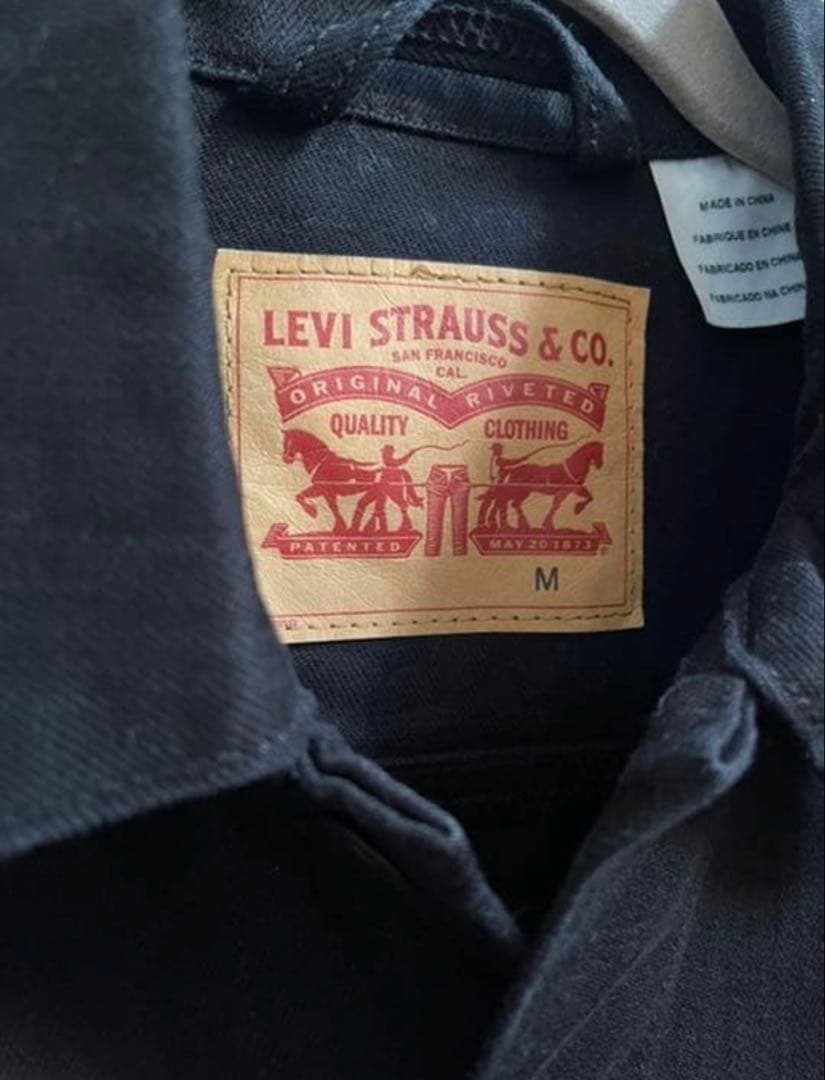 LEVI STRAUSS & CO.
SAN FRANCISCO
CAL.
ORIGINAL RIVETED
QUALITY CLOTHING
PATENTED MAY 20 1873
M
MADE IN CHINA
FABRIQUE EN CHINE
FABRICADO EN CHINA
FABRICADO NA CHIN